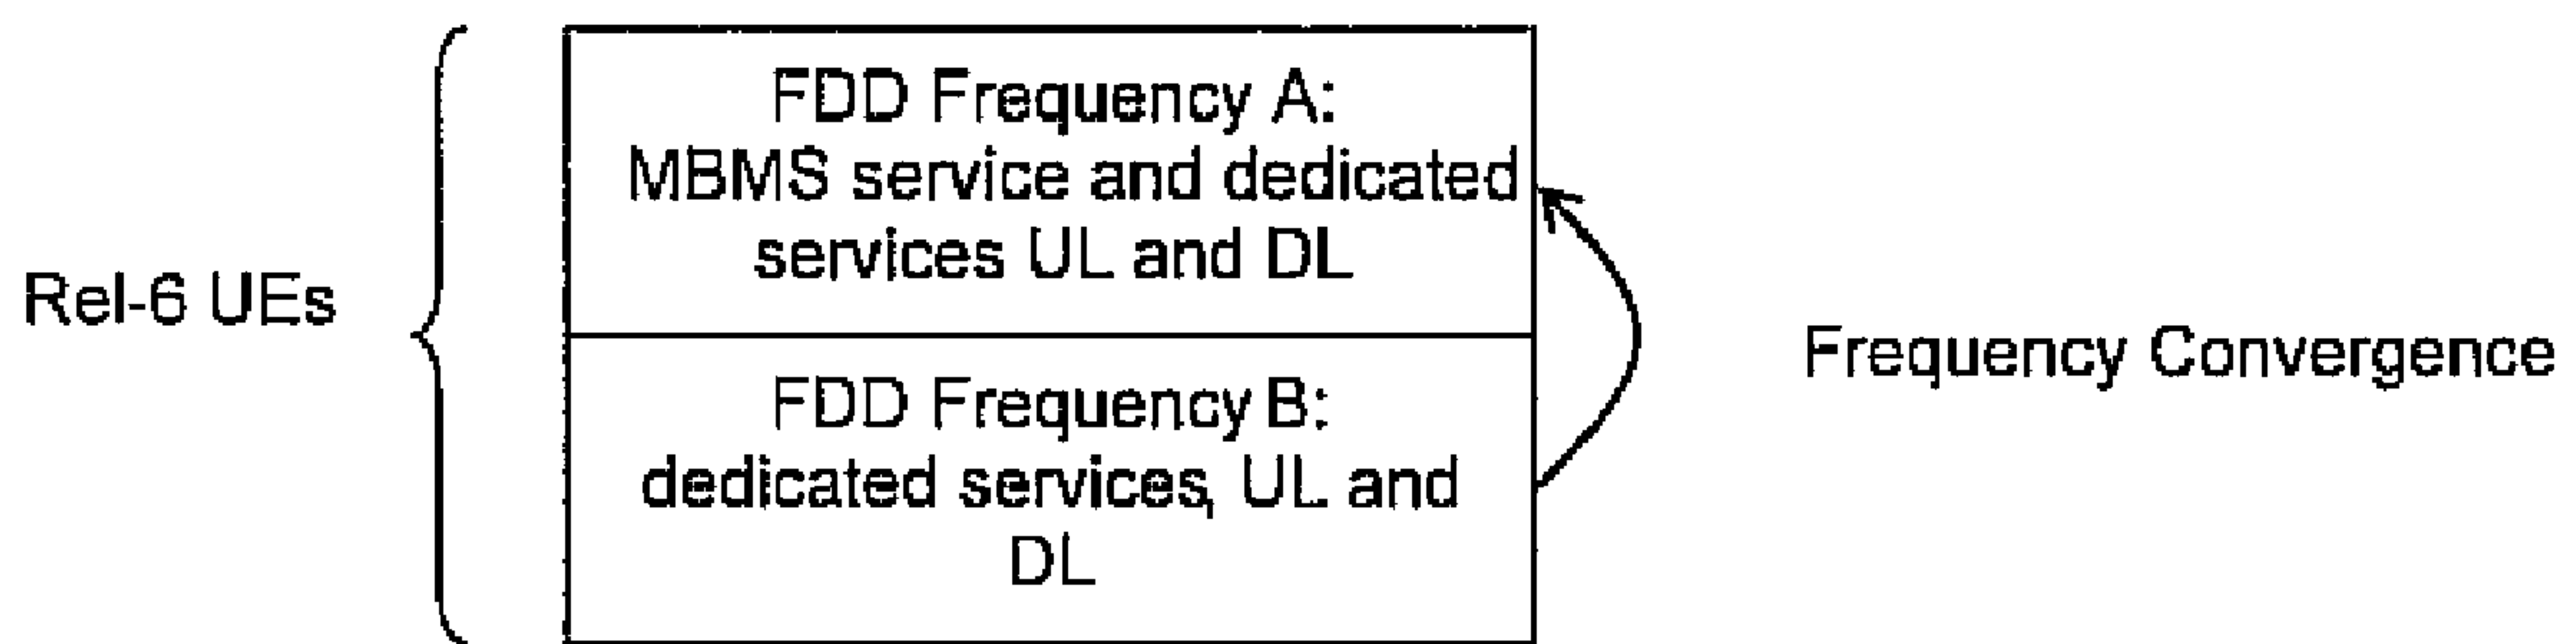 Rel-6 UEs
FDD Frequency A:
MBMS service and dedicated
services UL and DL
FDD Frequency B:
dedicated services, UL and
DL
Frequency Convergence